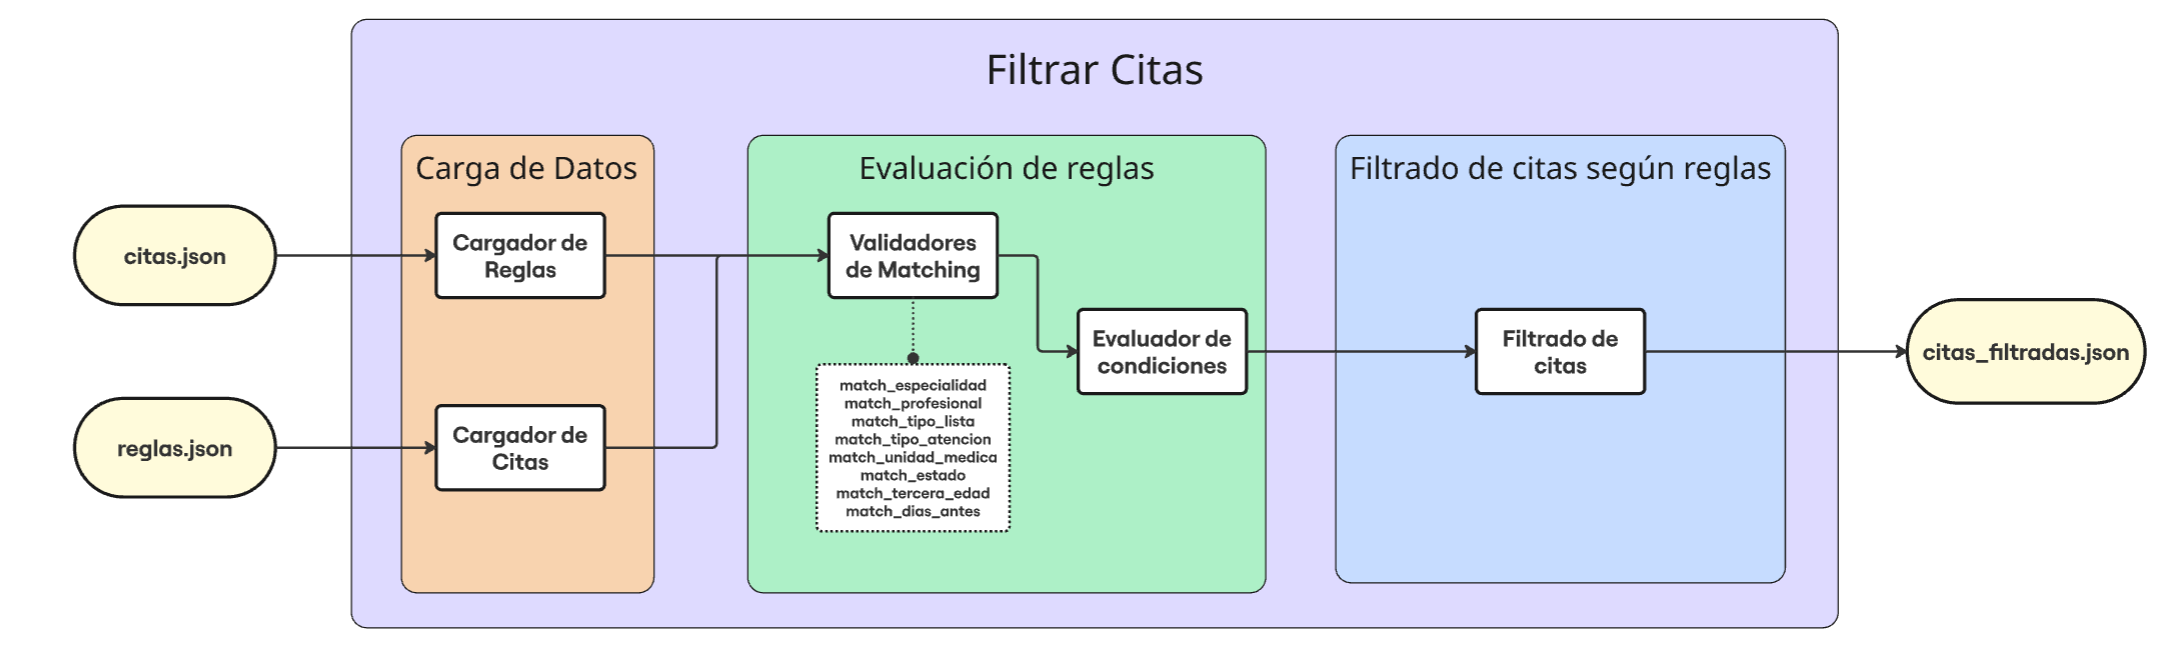 Filtrar Citas
Carga de Datos
Evaluación de reglas
Filtrado de citas según reglas
citas.json
Cargador de
Reglas
Validadores
de Matching
Evaluador de
condiciones
Filtrado de
citas
citas_filtradas.json
reglas.json
Cargador de
Citas
match_especialidad
match_profesional
match_tipo_lista
match_tipo_atencion
match_unidad_medica
match_estado
match_tercera_edad
match_dias_antes